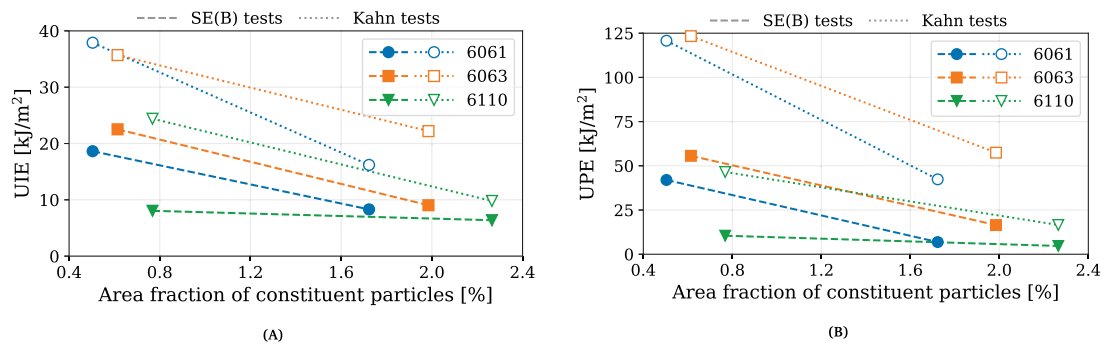 SE(B) tests Kahn tests
40
30
20
10
0
UIE [kJ/m²]
6061
6063
6110
0.4 0.8 1.2 1.6 2.0 2.4
Area fraction of constituent particles [%]
(A)
SE(B) tests Kahn tests
125
100
75
50
25
0
UPE [kJ/m²]
6061
6063
6110
0.4 0.8 1.2 1.6 2.0 2.4
Area fraction of constituent particles [%]
(B)